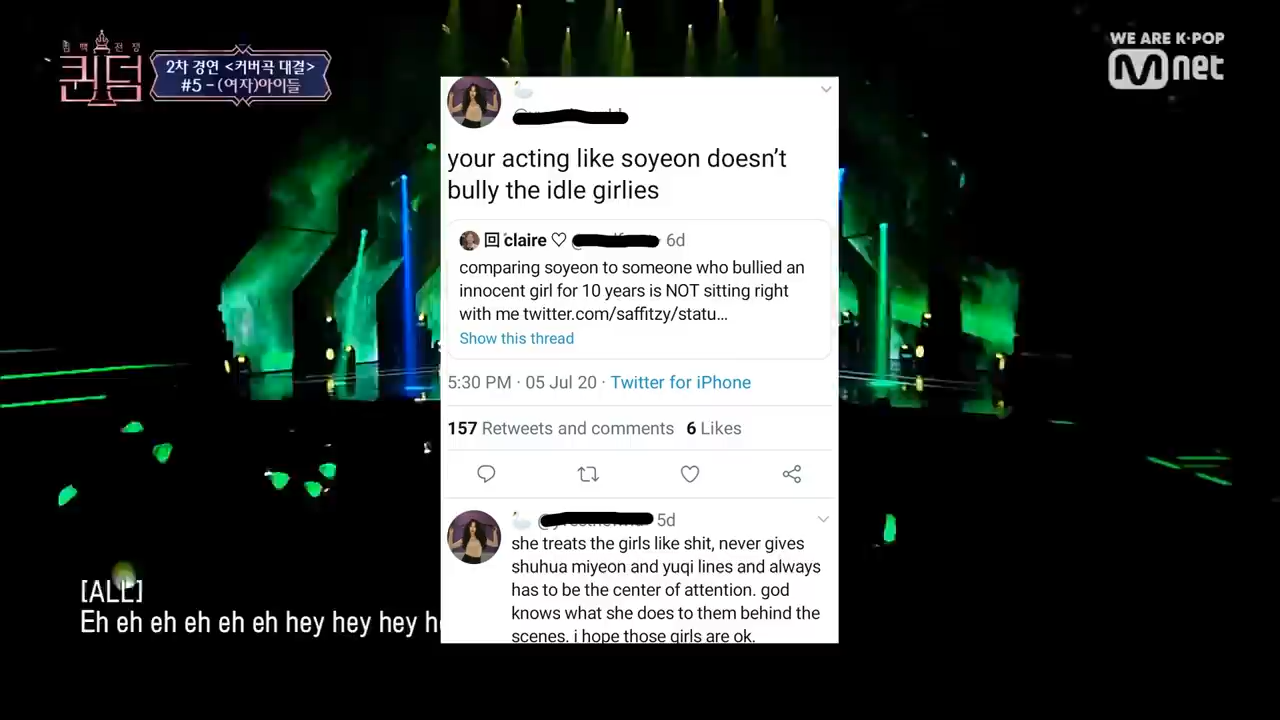 컴백전쟁
퀸덤
2차 경연 <커버곡 대결>
#5 - (여자)아이들
WE ARE K-POP
Mnet
your acting like soyeon doesn't
bully the idle girlies
回 claire ♡ 6d
comparing soyeon to someone who bullied an
innocent girl for 10 years is NOT sitting right
with me twitter.com/saffitzy/statu...
Show this thread
5:30 PM · 05 Jul 20 · Twitter for iPhone
157 Retweets and comments 6 Likes
5d
she treats the girls like shit, never gives
shuhua miyeon and yuqi lines and always
has to be the center of attention. god
knows what she does to them behind the
scenes. i hope those girls are ok.
[ALL]
Eh eh eh eh eh eh hey hey hey